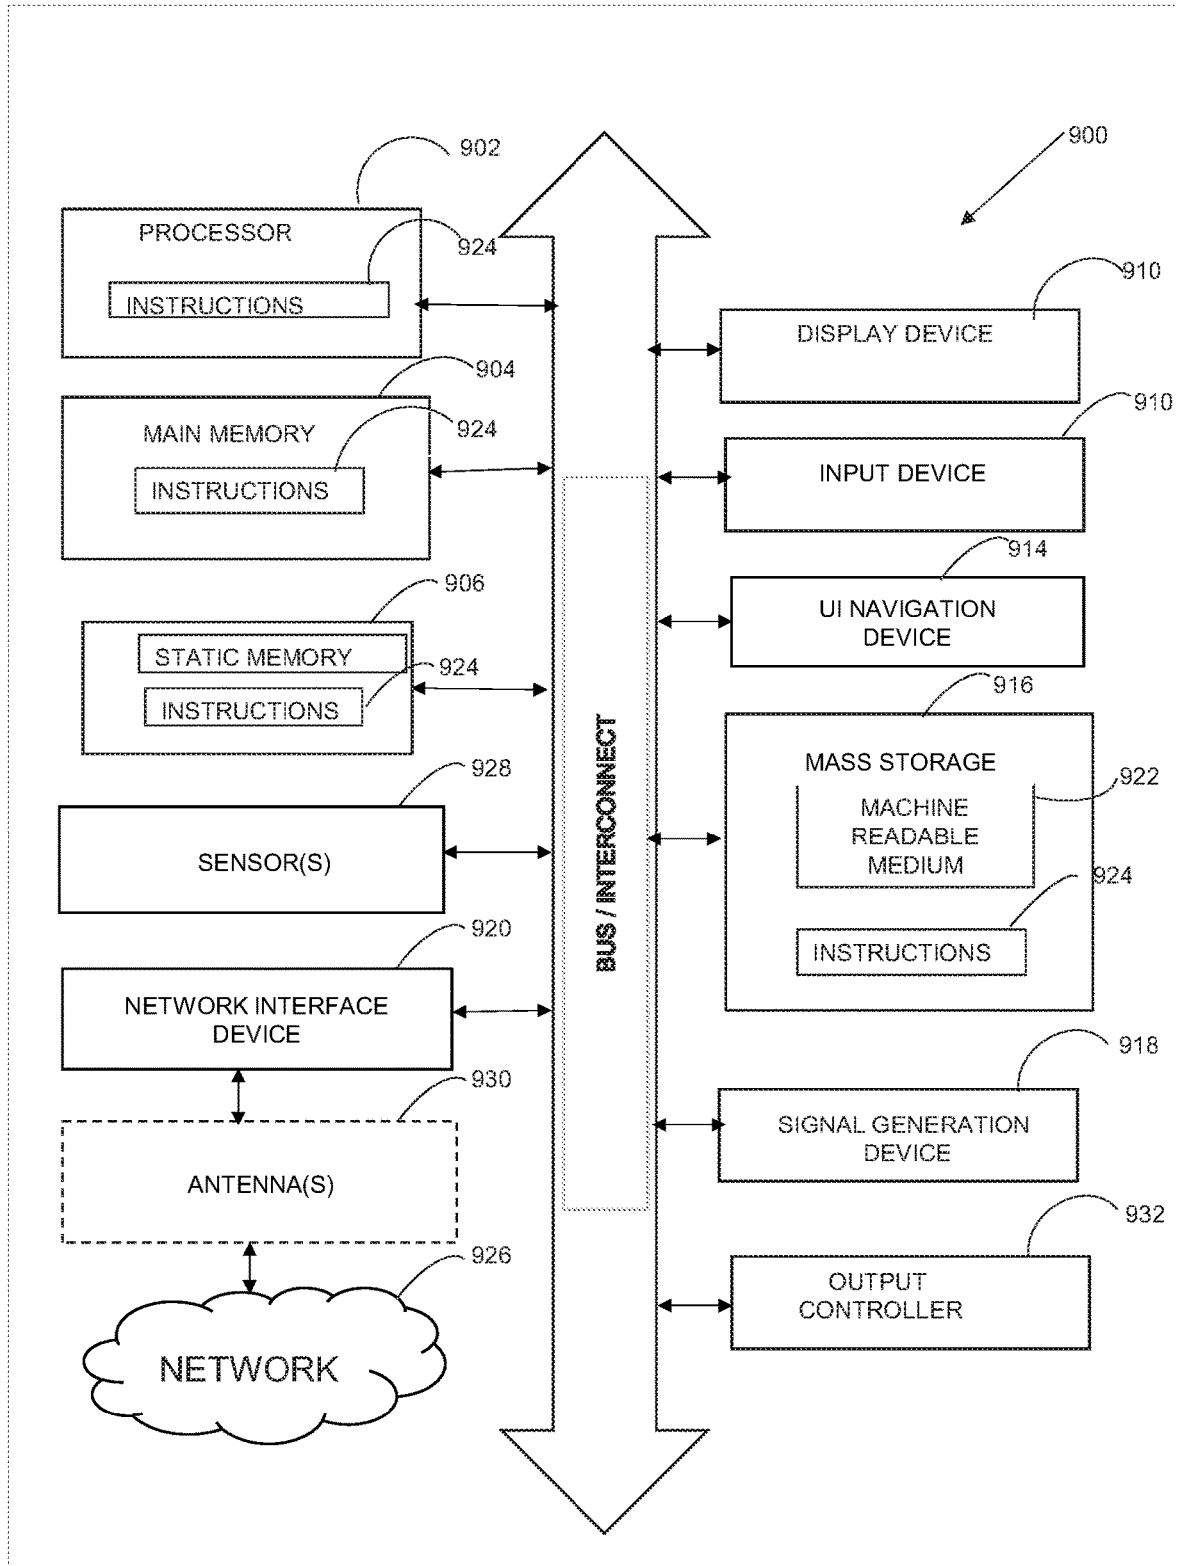 900
902
PROCESSOR
924
INSTRUCTIONS
904
MAIN MEMORY
924
INSTRUCTIONS
906
STATIC MEMORY
924
INSTRUCTIONS
928
SENSOR(S)
920
NETWORK INTERFACE
DEVICE
930
ANTENNA(S)
926
NETWORK
BUS / INTERCONNECT
910
DISPLAY DEVICE
910
INPUT DEVICE
914
UI NAVIGATION
DEVICE
916
MASS STORAGE
922
MACHINE
READABLE
MEDIUM
924
INSTRUCTIONS
918
SIGNAL GENERATION
DEVICE
932
OUTPUT
CONTROLLER